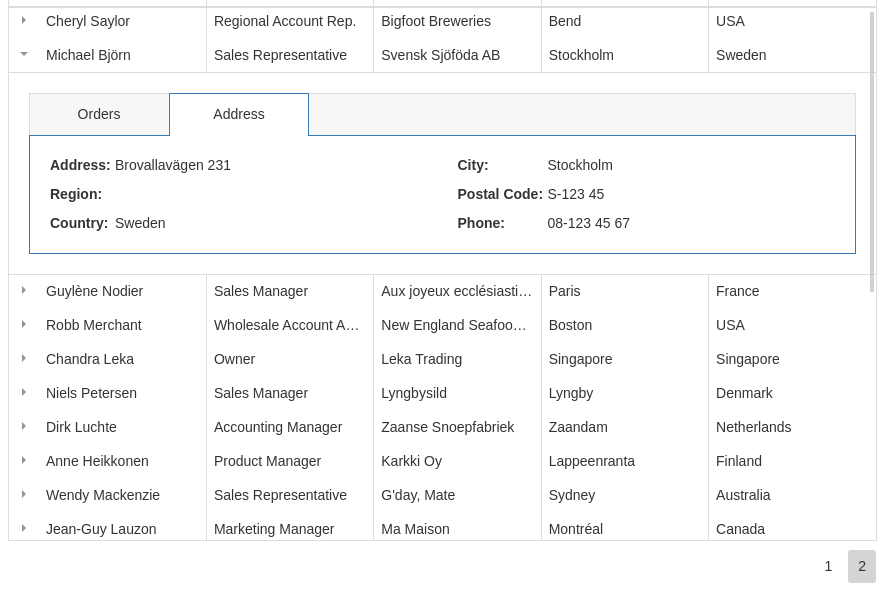 Cheryl Saylor Regional Account Rep. Bigfoot Breweries Bend USA
Michael Björn Sales Representative Svensk Sjöföda AB Stockholm Sweden
Orders Address
Address: Brovallavägen 231 City: Stockholm
Region: Postal Code: S-123 45
Country: Sweden Phone: 08-123 45 67
Guylène Nodier Sales Manager Aux joyeux ecclésiasti… Paris France
Robb Merchant Wholesale Account A… New England Seafoo… Boston USA
Chandra Leka Owner Leka Trading Singapore Singapore
Niels Petersen Sales Manager Lyngbysild Lyngby Denmark
Dirk Luchte Accounting Manager Zaanse Snoepfabriek Zaandam Netherlands
Anne Heikkonen Product Manager Karkki Oy Lappeenranta Finland
Wendy Mackenzie Sales Representative G'day, Mate Sydney Australia
Jean-Guy Lauzon Marketing Manager Ma Maison Montréal Canada
1 2